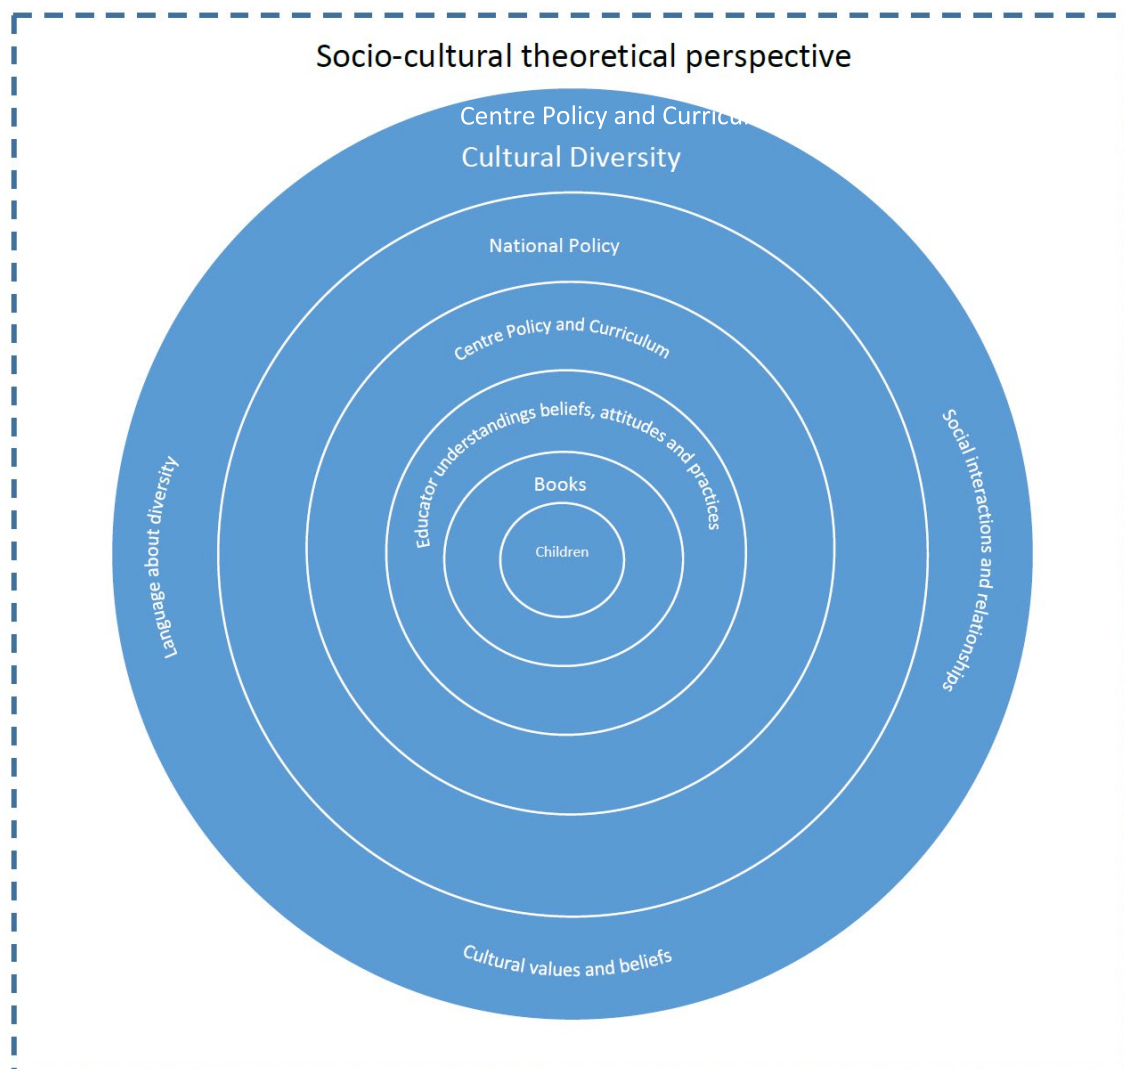 Socio-cultural theoretical perspective
Centre Policy and Curricu
Cultural Diversity
National Policy
Centre Policy and Curriculum
Educator understandings beliefs, attitudes and practices
Books
Children
Language about diversity
Social interactions and relationships
Cultural values and beliefs